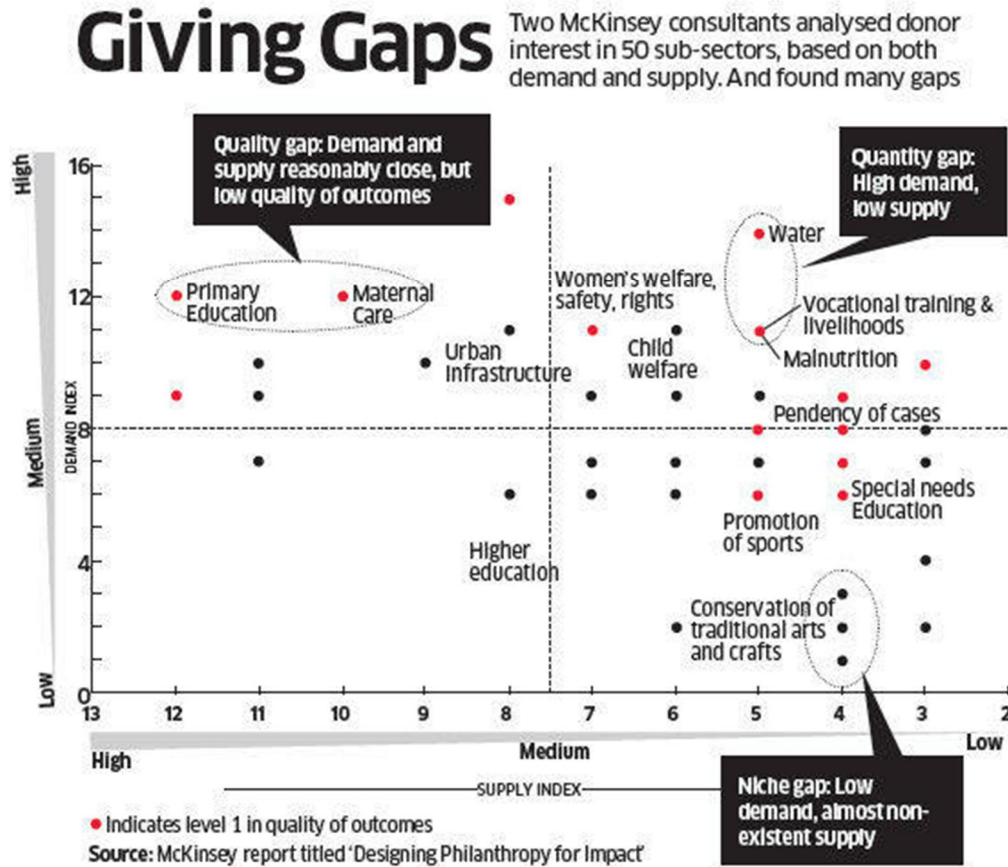 Giving Gaps
Two McKinsey consultants analysed donor
interest in 50 sub-sectors, based on both
demand and supply. And found many gaps
Quality gap: Demand and
supply reasonably close, but
low quality of outcomes
Quantity gap:
High demand,
low supply
High
Medium
Low
DEMAND INDEX
16
12
8
4
0
Water
Primary
Education
Maternal
Care
Women's welfare,
safety, rights
Vocational training &
livelihoods
Urban
Infrastructure
Child
welfare
Malnutrition
Pendency of cases
Special needs
Education
Promotion
of sports
Higher
education
Conservation of
traditional arts
and crafts
13 12 11 10 9 8 7 6 5 4 3 2
High
Medium
Low
SUPPLY INDEX
Niche gap: Low
demand, almost non-
existent supply
Indicates level 1 in quality of outcomes
Source: McKinsey report titled 'Designing Philanthropy for Impact'